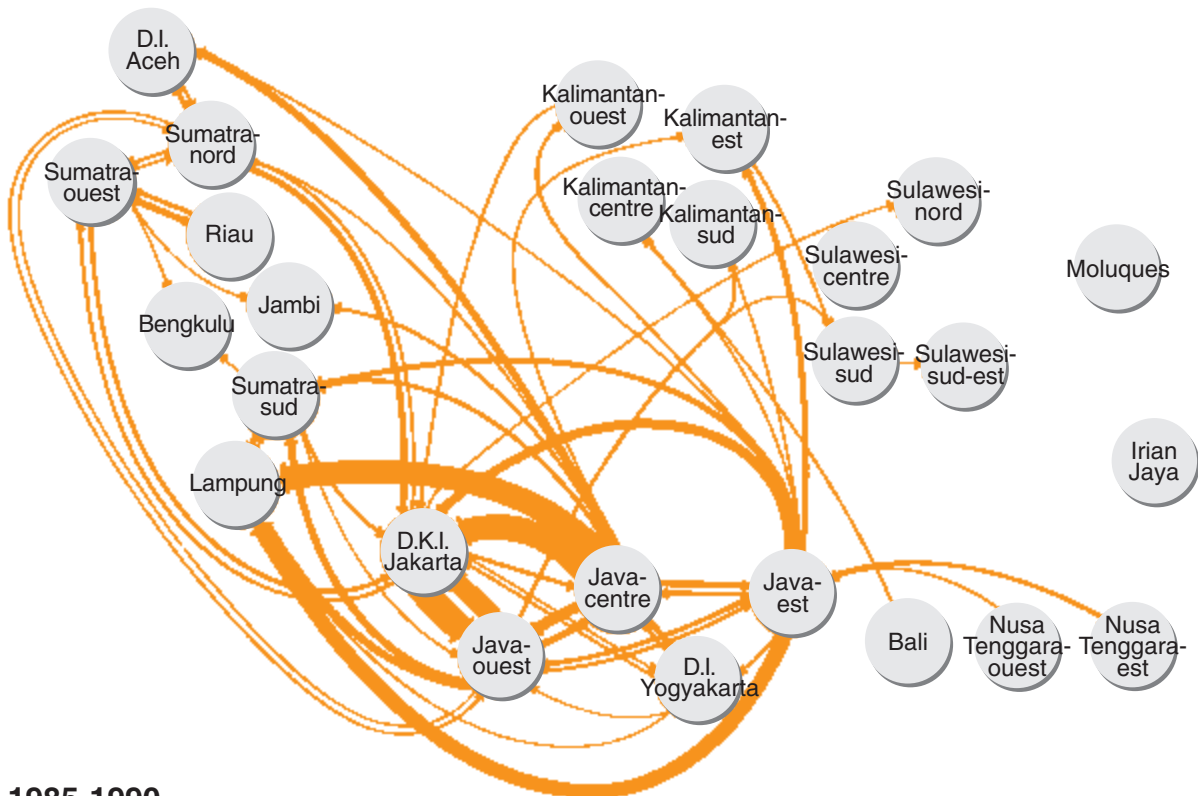 D.I.
Aceh
Sumatra-
nord
Sumatra-
ouest
Riau
Jambi
Bengkulu
Sumatra-
sud
Lampung
D.K.I.
Jakarta
Java-
ouest
Java-
centre
D.I.
Yogyakarta
Java-
est
Kalimantan-
ouest
Kalimantan-
est
Kalimantan-
centre
Kalimantan-
sud
Sulawesi-
nord
Sulawesi-
centre
Sulawesi-
sud
Sulawesi-
sud-est
Moluques
Irian
Jaya
Bali
Nusa
Tenggara-
ouest
Nusa
Tenggara-
est
1985-1990